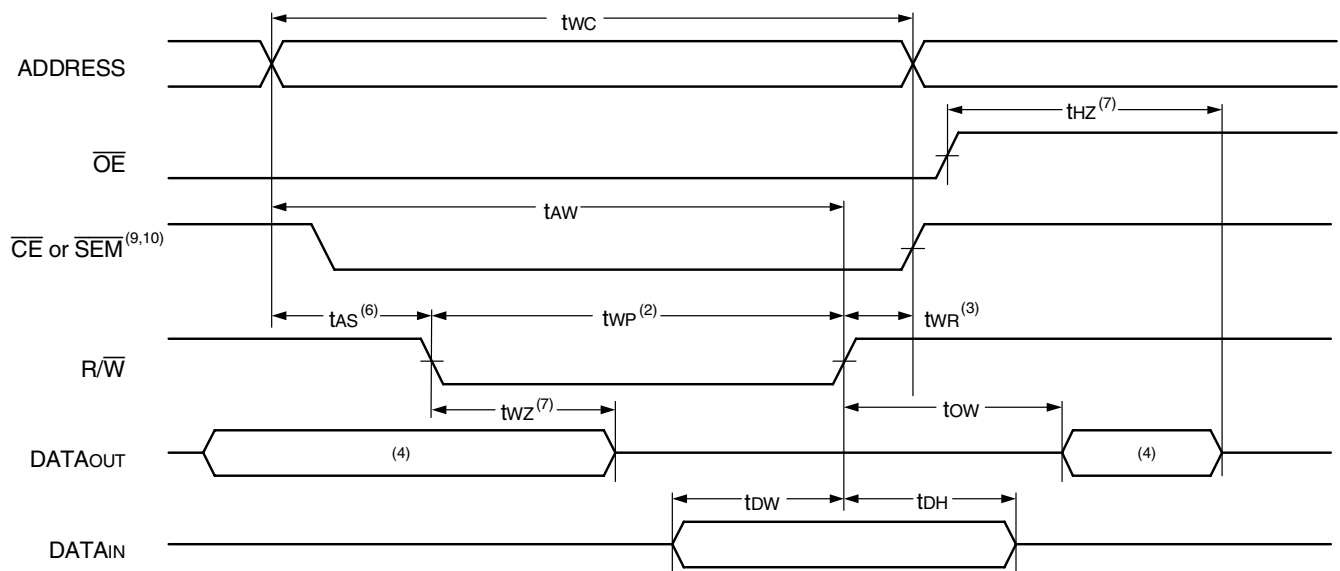 tWC
ADDRESS
tHZ(7)
OE
tAW
CE or SEM(9,10)
tAS(6)
tWP(2)
tWR(3)
R/W
tWZ(7)
tOW
DATAOUT
(4)
(4)
tDW
tDH
DATAIN